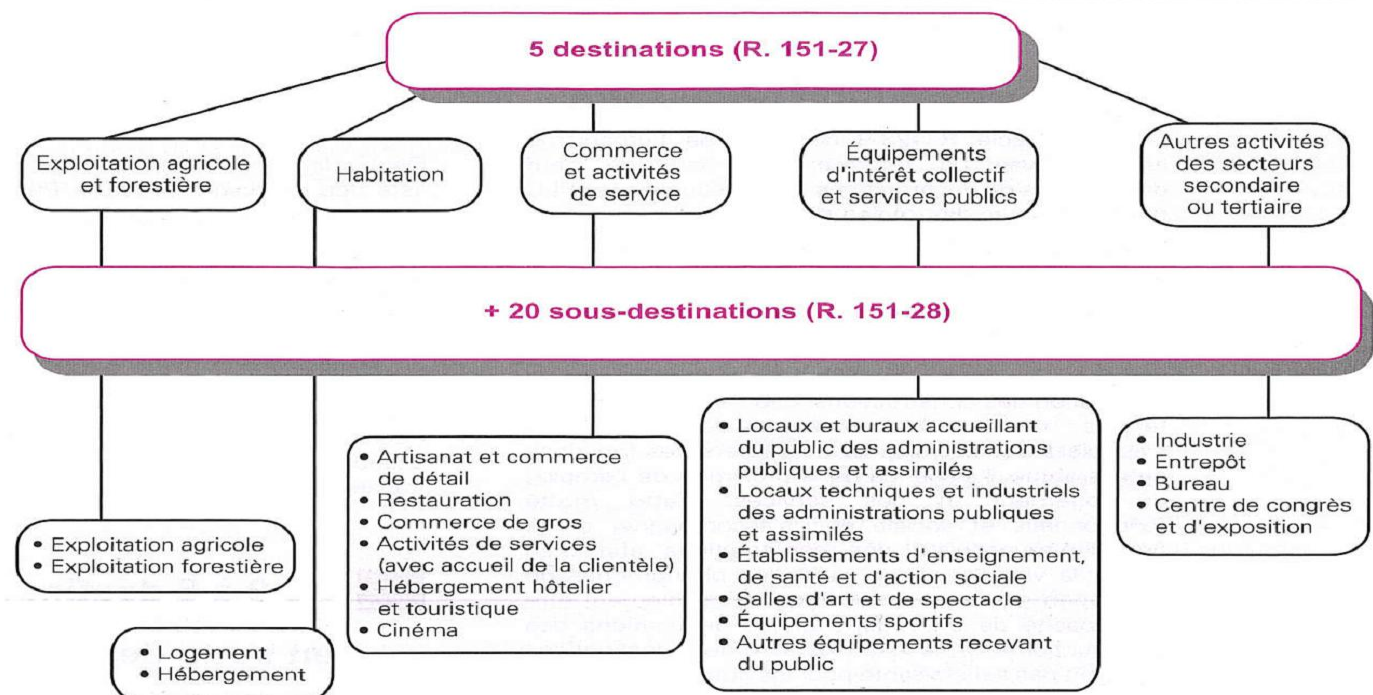 5 destinations (R. 151-27)
Exploitation agricole
et forestière
Habitation
Commerce
et activités
de service
Équipements
d'intérêt collectif
et services publics
Autres activités
des secteurs
secondaire
ou tertiaire
+ 20 sous-destinations (R. 151-28)
• Exploitation agricole
• Exploitation forestière
• Logement
• Hébergement
• Artisanat et commerce
de détail
• Restauration
• Commerce de gros
• Activités de services
(avec accueil de la clientèle)
• Hébergement hôtelier
et touristique
• Cinéma
• Locaux et buraux accueillant
du public des administrations
publiques et assimilés
• Locaux techniques et industriels
des administrations publiques
et assimilés
• Établissements d'enseignement,
de santé et d'action sociale
• Salles d'art et de spectacle
• Équipements sportifs
• Autres équipements recevant
du public
• Industrie
• Entrepôt
• Bureau
• Centre de congrès
et d'exposition